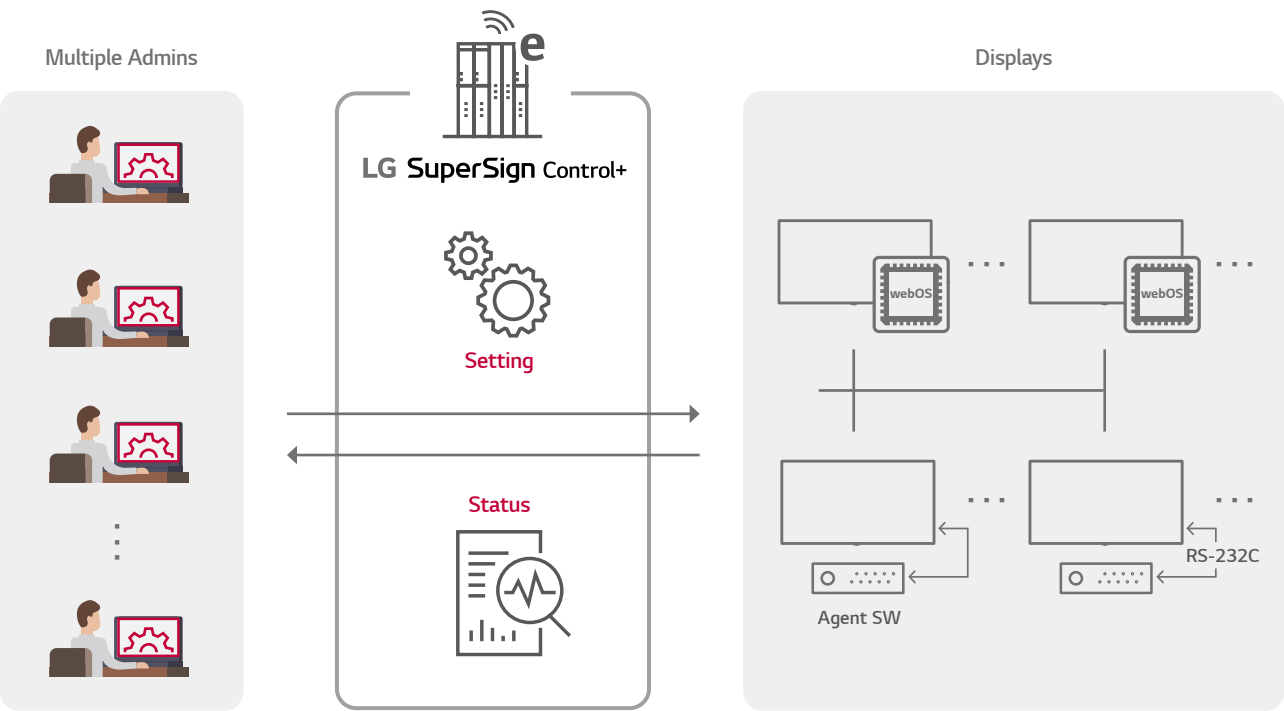 Multiple Admins
e
LG SuperSign Control+
Setting
Status
Displays
webOS
webOS
RS-232C
Agent SW